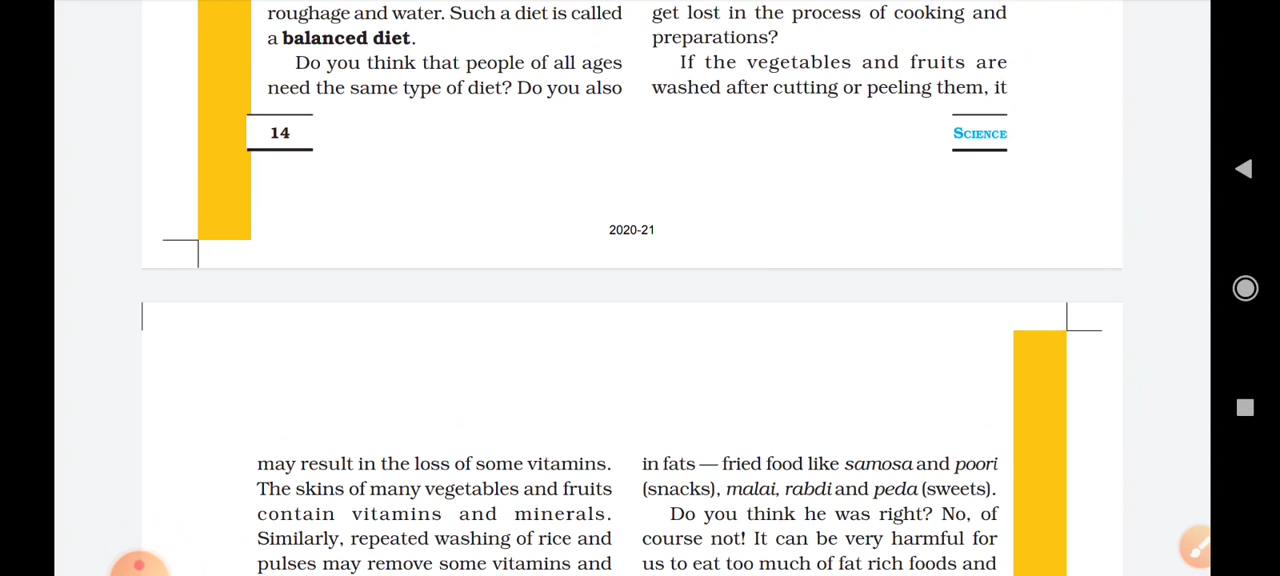 roughage and water. Such a diet is called
a balanced diet.
Do you think that people of all ages
need the same type of diet? Do you also
get lost in the process of cooking and
preparations?
If the vegetables and fruits are
washed after cutting or peeling them, it
14
SCIENCE
2020-21
may result in the loss of some vitamins.
The skins of many vegetables and fruits
contain vitamins and minerals.
Similarly, repeated washing of rice and
pulses may remove some vitamins and
in fats — fried food like samosa and poori
(snacks), malai, rabdi and peda (sweets).
Do you think he was right? No, of
course not! It can be very harmful for
us to eat too much of fat rich foods and